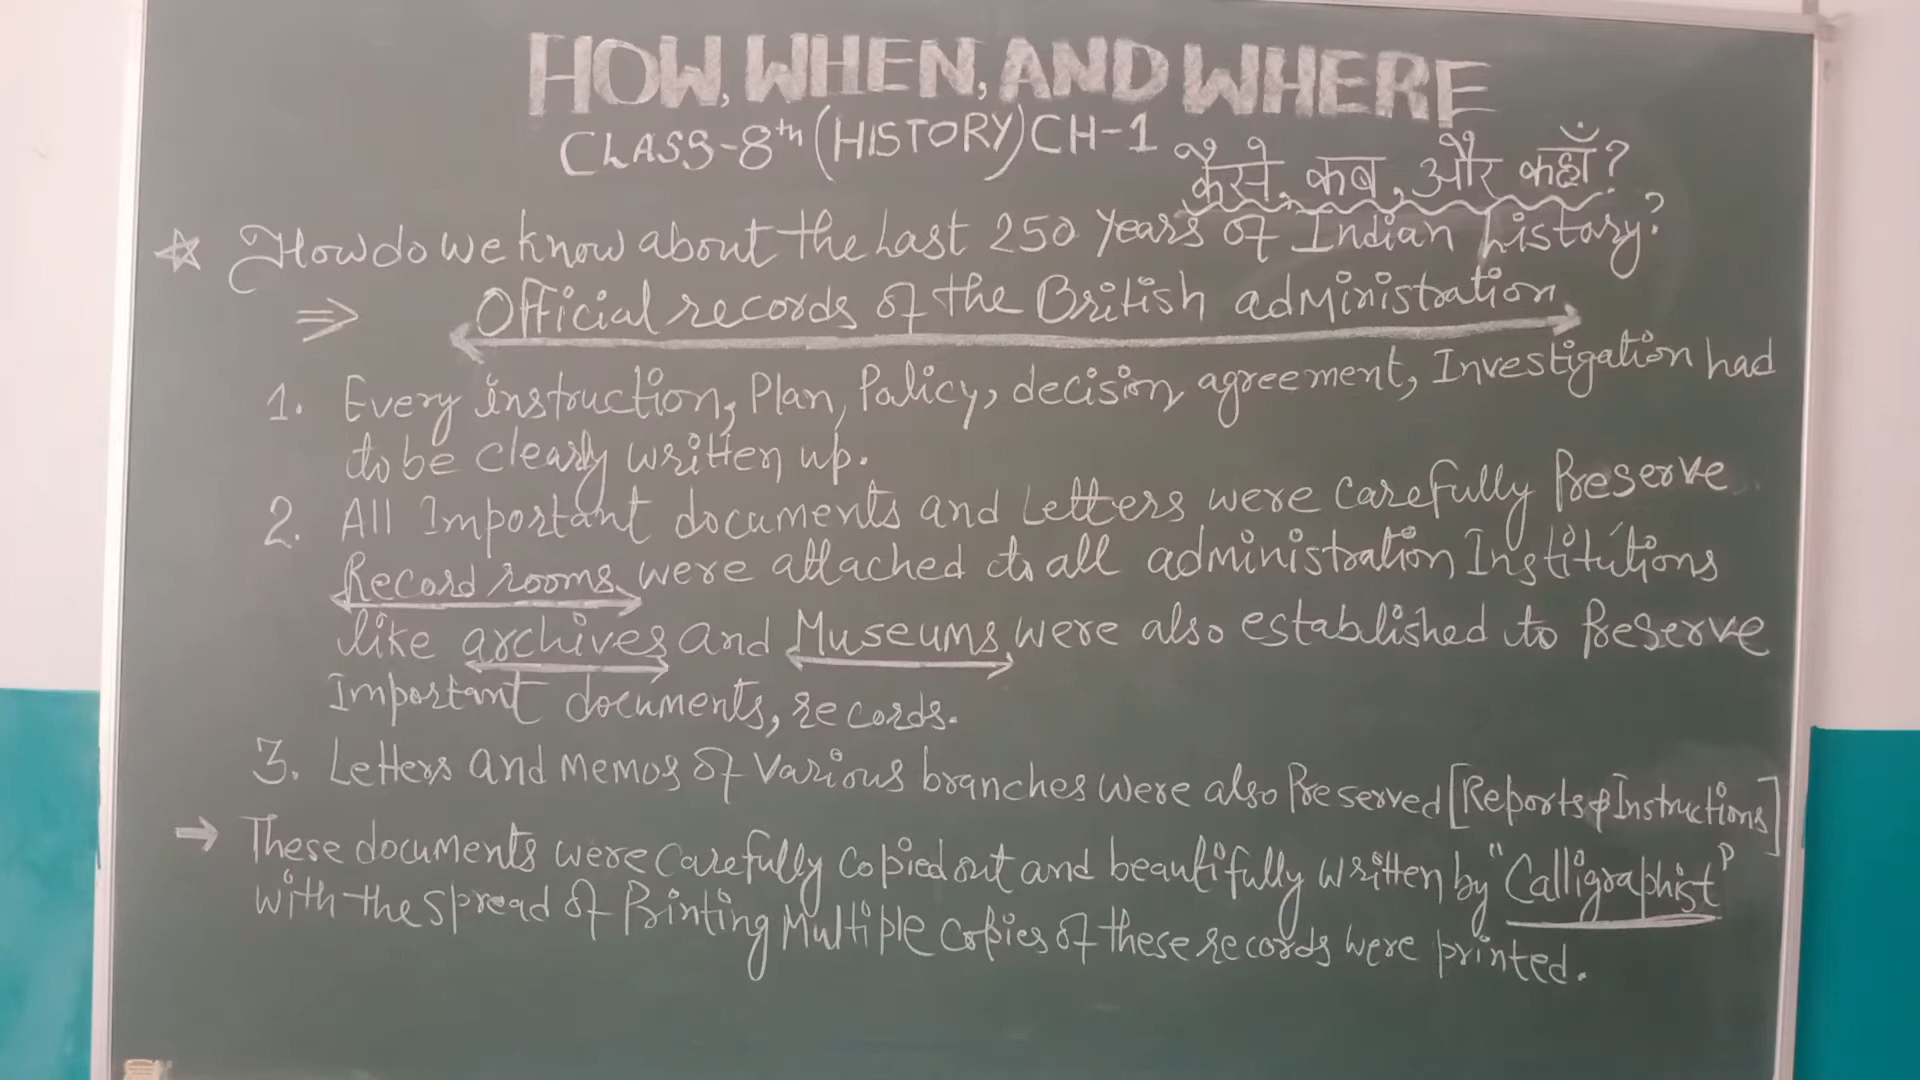 HOW, WHEN, AND WHERE
CLASS-8th (HISTORY) CH-1
कैसे, कब, और कहाँ?
How do we know about the Last 250 Years of Indian history?
⇒ Official records of the British administration
1. Every instruction, Plan, Policy, decision, agreement, Investigation had
to be clearly written up.
2. All Important documents and Letters were carefully Preserve
Record rooms were attached to all administration Institutions
like archives and Museums were also established to Preserve
Important documents, records.
3. Letters and memos of various branches were also Preserved [Reports & Instructions]
→ These documents were carefully copied out and beautifully written by "Calligraphist"
with the spread of Printing Multiple copies of these records were printed.